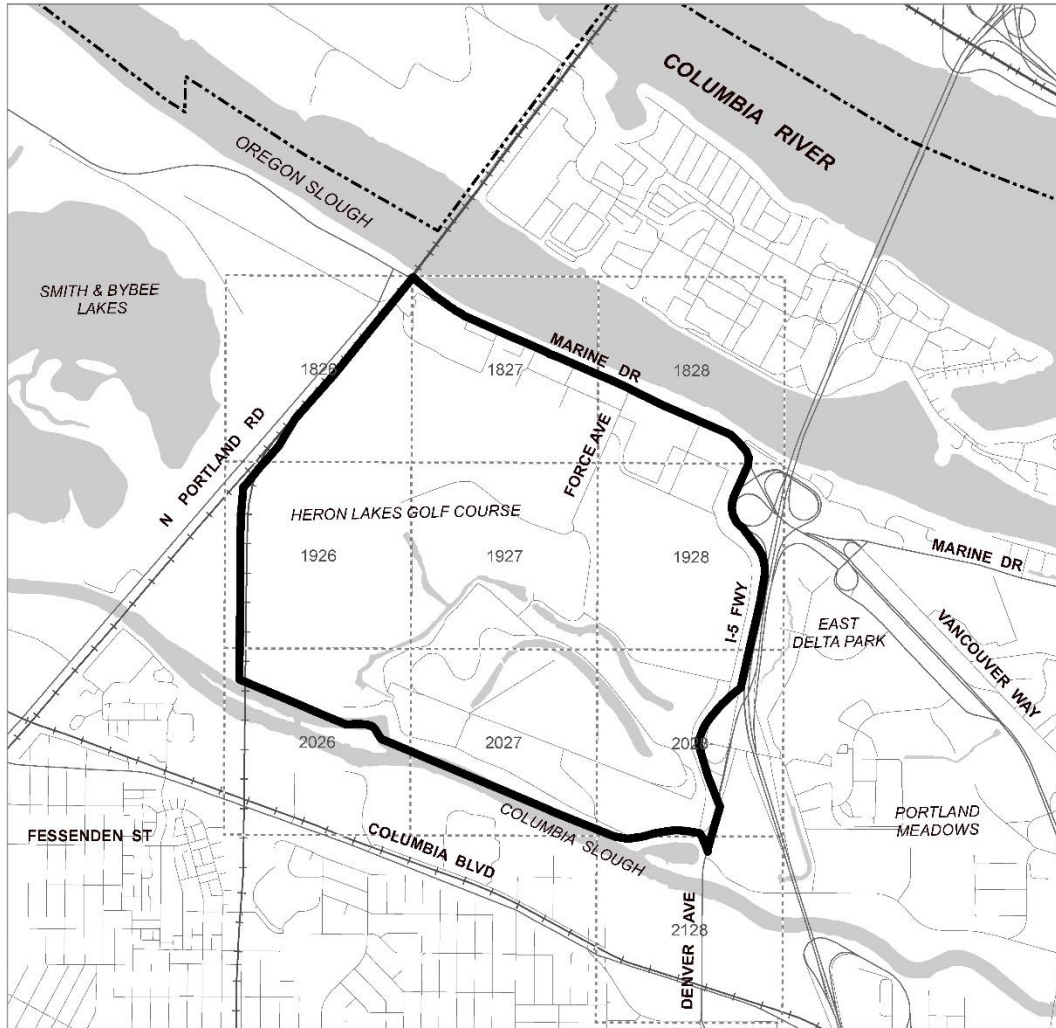 COLUMBIA RIVER
OREGON SLOUGH
SMITH & BYBEE
LAKES
MARINE DR
1826
1827
1828
N PORTLAND RD
FORCE AVE
HERON LAKES GOLF COURSE
1926
1927
1928
MARINE DR
I-5 FWY
EAST
DELTA PARK
VANCOUVER WAY
2026
2027
2028
PORTLAND
MEADOWS
FESSENDEN ST
COLUMBIA BLVD
COLUMBIA SLOUGH
DENVER AVE
2128